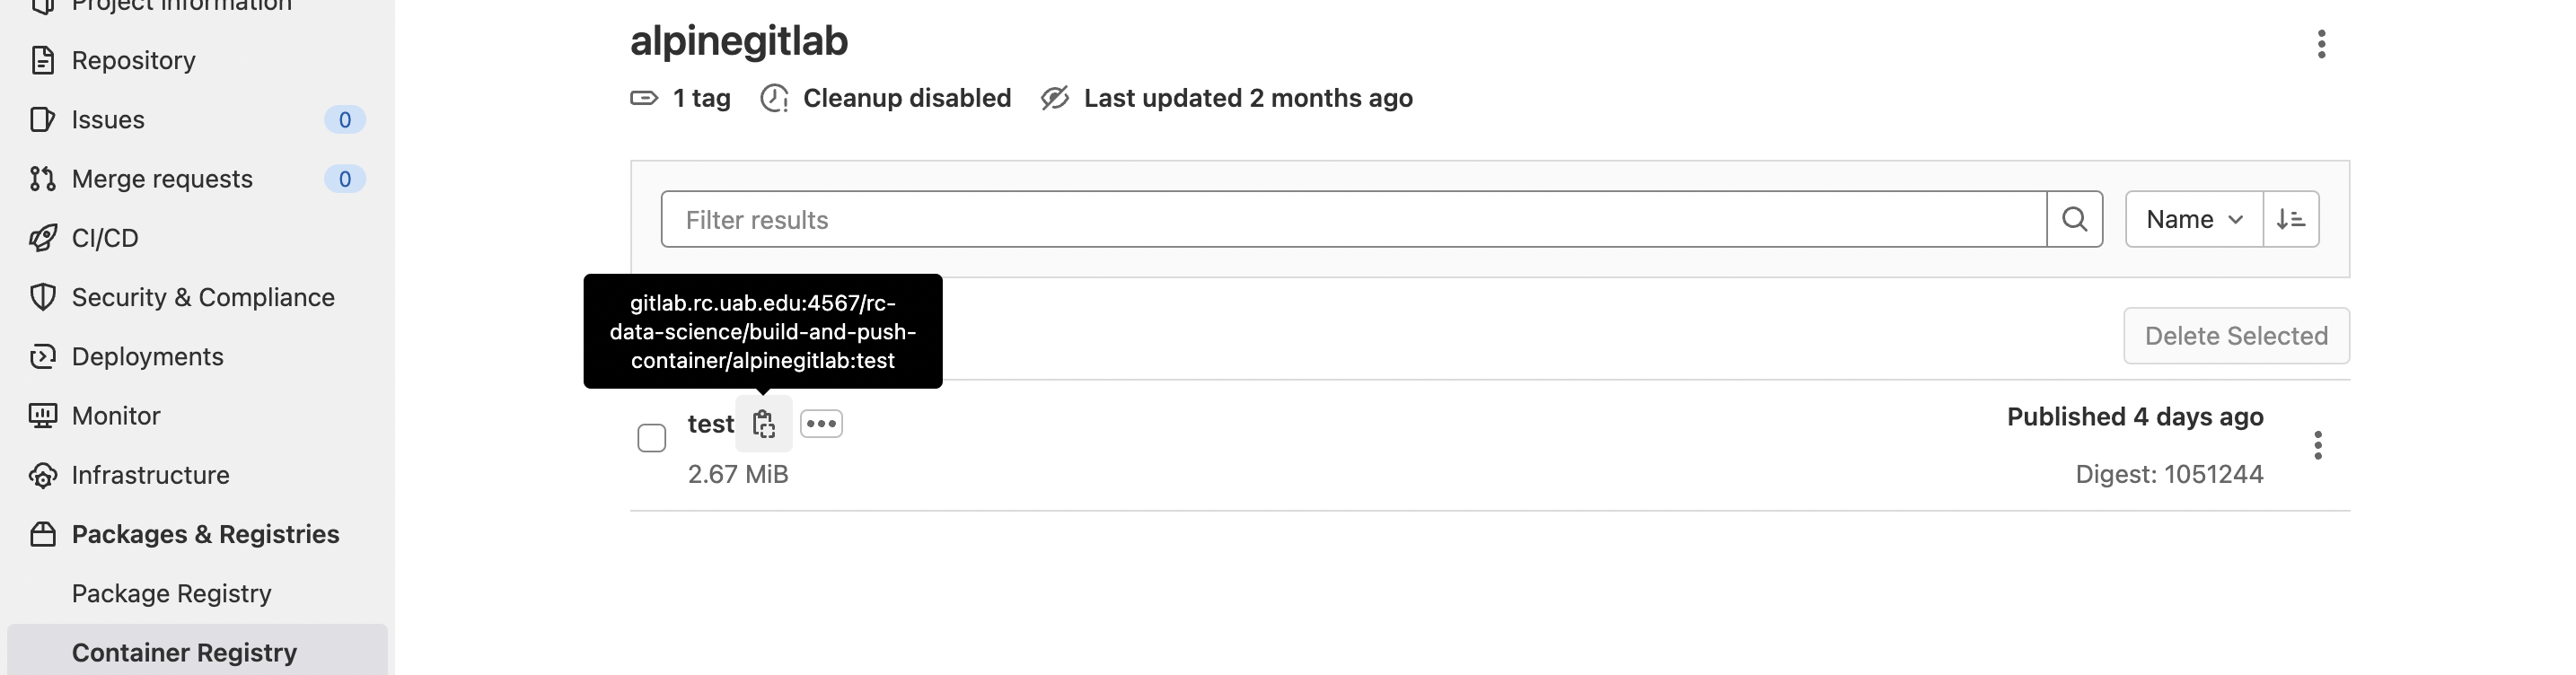 Project information
Repository
Issues 0
Merge requests 0
CI/CD
Security & Compliance
Deployments
Monitor
Infrastructure
Packages & Registries
Package Registry
Container Registry
alpinegitlab
1 tag Cleanup disabled Last updated 2 months ago
Filter results
Name
gitlab.rc.uab.edu:4567/rc-
data-science/build-and-push-
container/alpinegitlab:test
Delete Selected
test
Published 4 days ago
2.67 MiB
Digest: 1051244